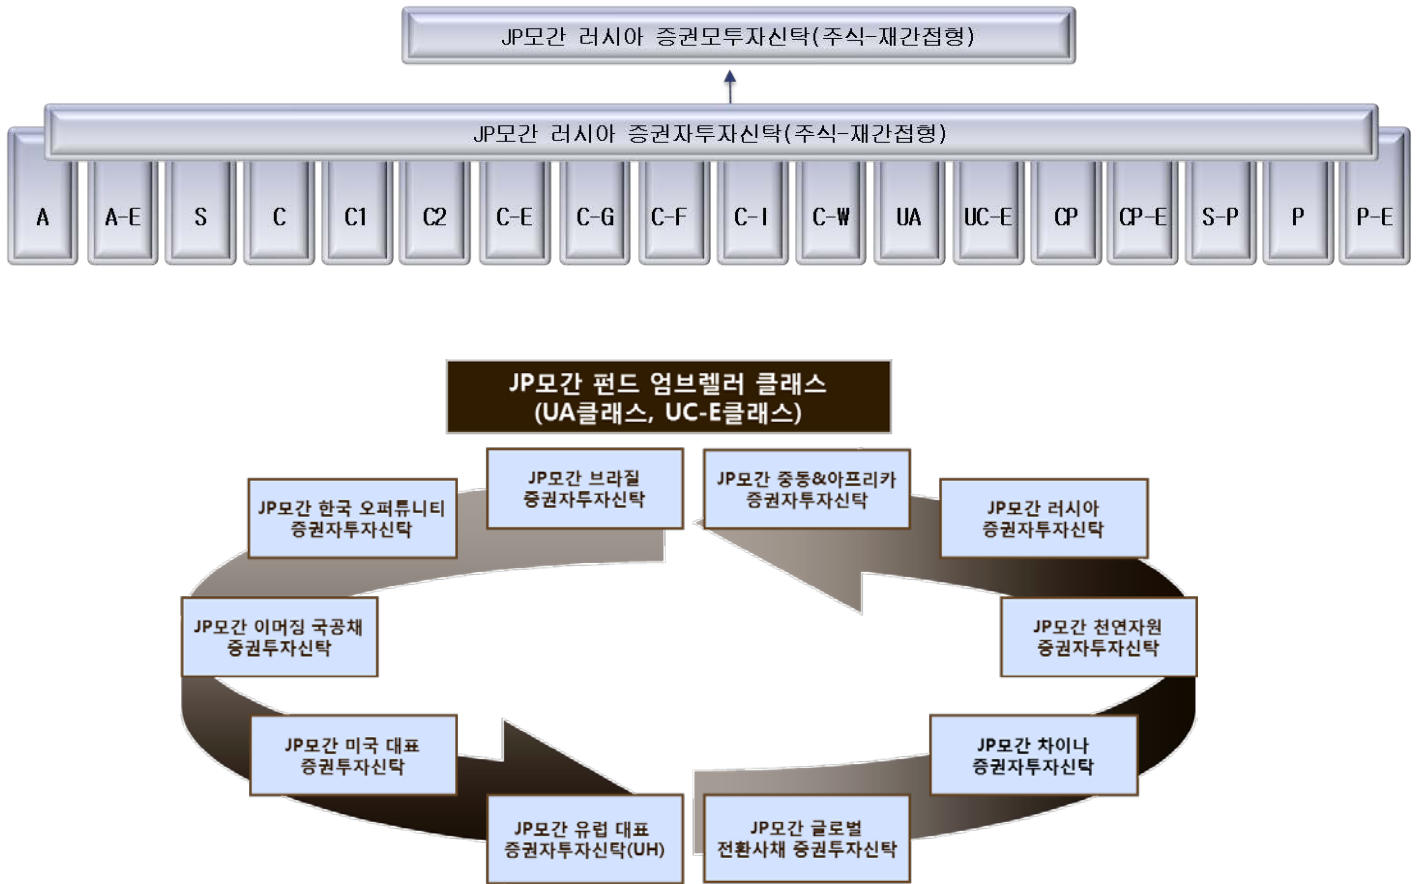 JP모간 러시아 증권모투자신탁(주식-재간접형)
JP모간 러시아 증권자투자신탁(주식-재간접형)
A A-E S C C1 C2 C-E C-G C-F C-I C-W UA UC-E CP CP-E S-P P P-E
JP모간 펀드 엄브렐러 클래스
(UA클래스, UC-E클래스)
JP모간 브라질
증권자투자신탁
JP모간 중동&아프리카
증권자투자신탁
JP모간 한국 오퍼튜니티
증권자투자신탁
JP모간 러시아
증권자투자신탁
JP모간 이머징 국공채
증권투자신탁
JP모간 천연자원
증권자투자신탁
JP모간 미국 대표
증권투자신탁
JP모간 차이나
증권자투자신탁
JP모간 유럽 대표
증권자투자신탁(UH)
JP모간 글로벌
전환사채 증권투자신탁